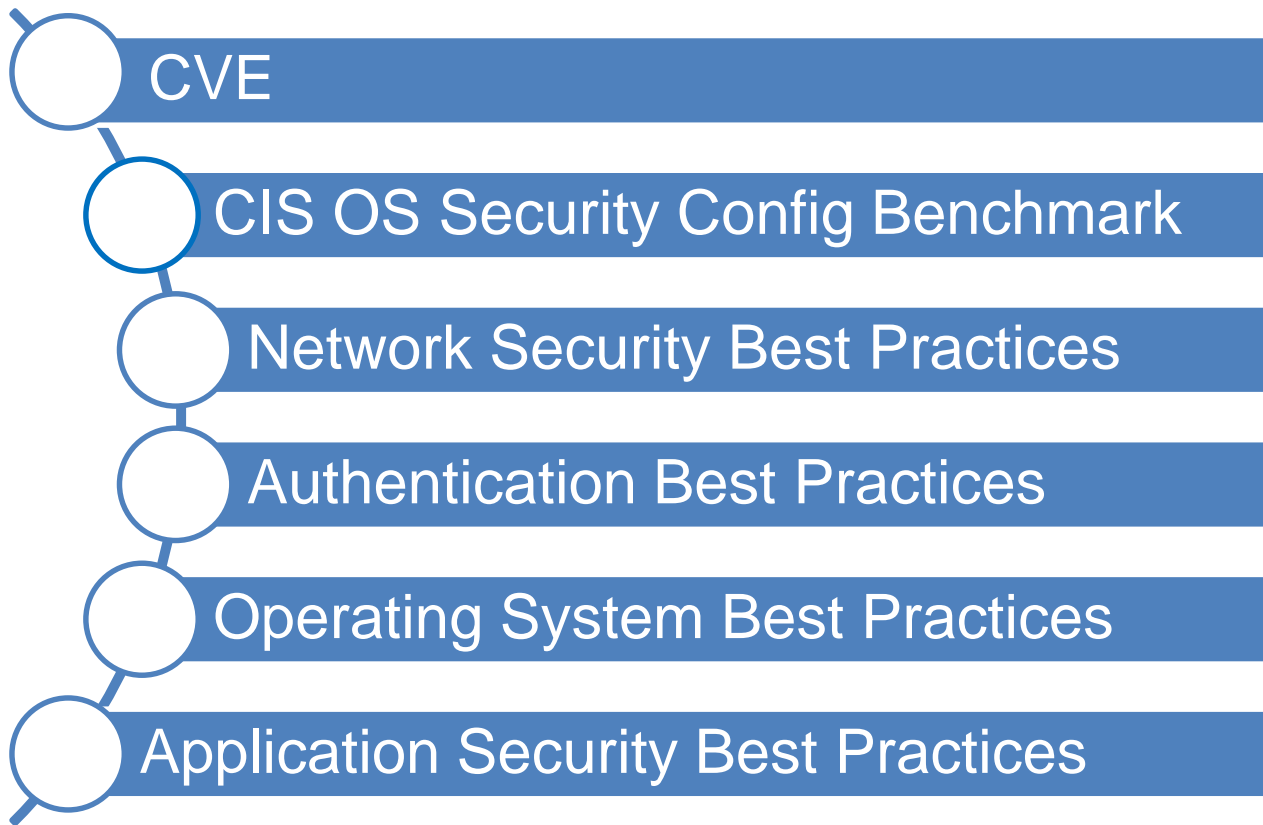 CVE
CIS OS Security Config Benchmark
Network Security Best Practices
Authentication Best Practices
Operating System Best Practices
Application Security Best Practices